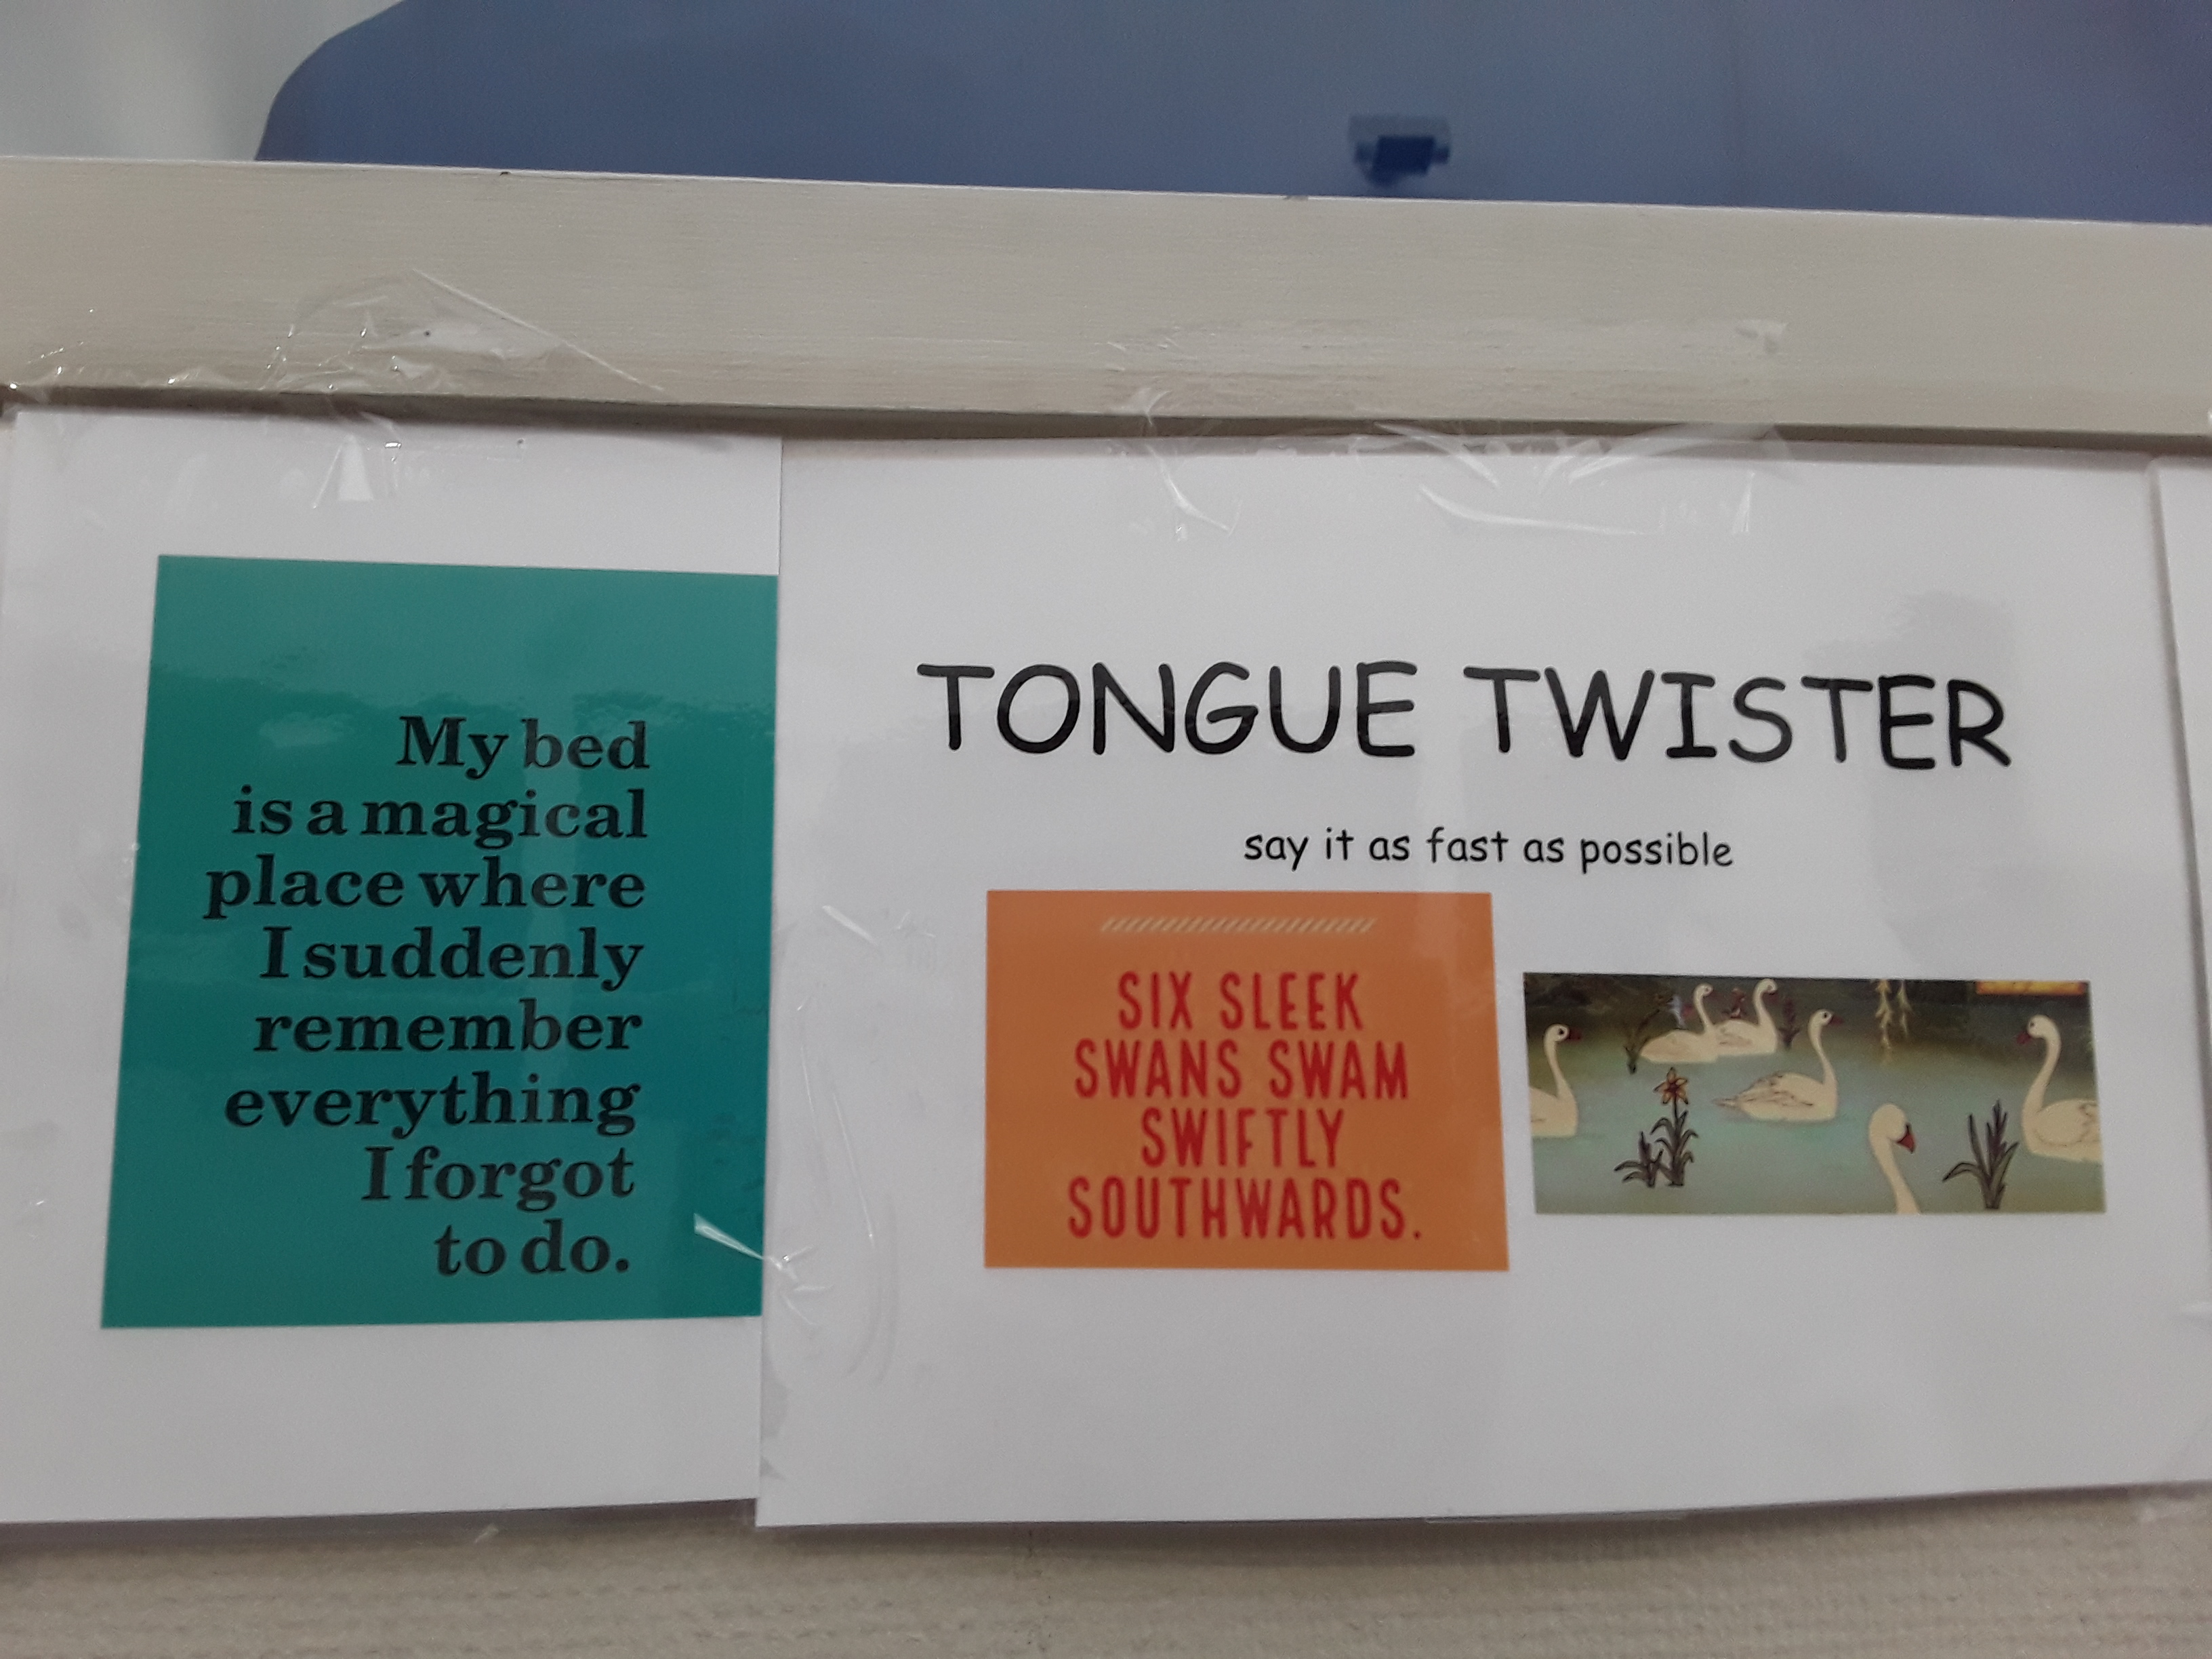 My bed
is a magical
place where
I suddenly
remember
everything
I forgot
to do.
TONGUE TWISTER
say it as fast as possible
SIX SLEEK
SWANS SWAM
SWIFTLY
SOUTHWARDS.